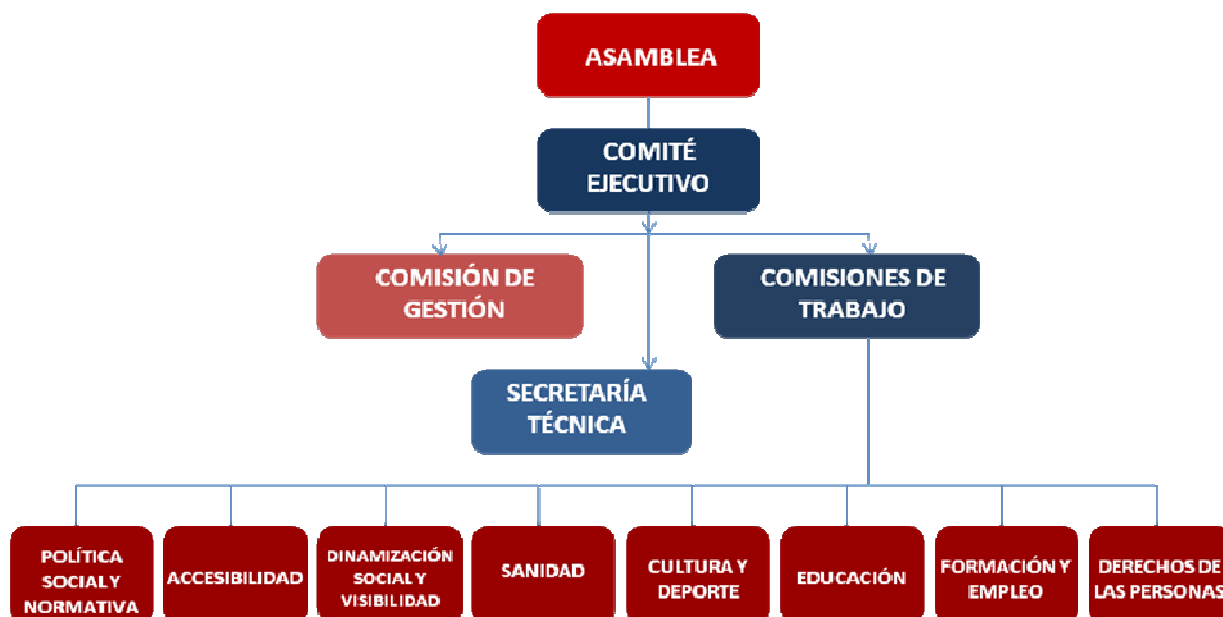 ASAMBLEA
COMITÉ
EJECUTIVO
COMISIÓN DE
GESTIÓN
COMISIONES DE
TRABAJO
SECRETARÍA
TÉCNICA
POLÍTICA
SOCIAL Y
NORMATIVA
ACCESIBILIDAD
DINAMIZACIÓN
SOCIAL Y
VISIBILIDAD
SANIDAD
CULTURA Y
DEPORTE
EDUCACIÓN
FORMACIÓN Y
EMPLEO
DERECHOS DE
LAS PERSONAS